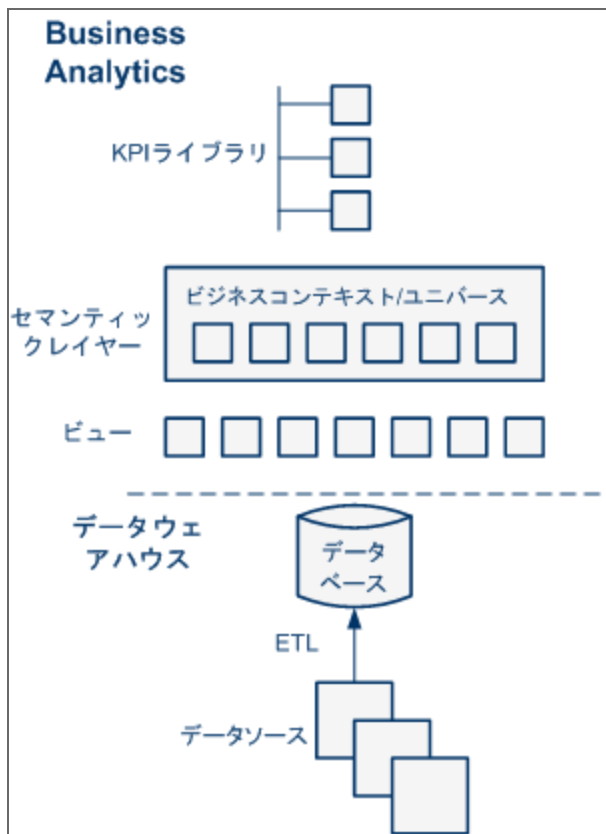 Business
Analytics
KPIライブラリ
ビジネスコンテキスト/ユニバース
セマンティッ
クレイヤー
ビュー
データウェ
アハウス
データ
ベース
ETL
データソース